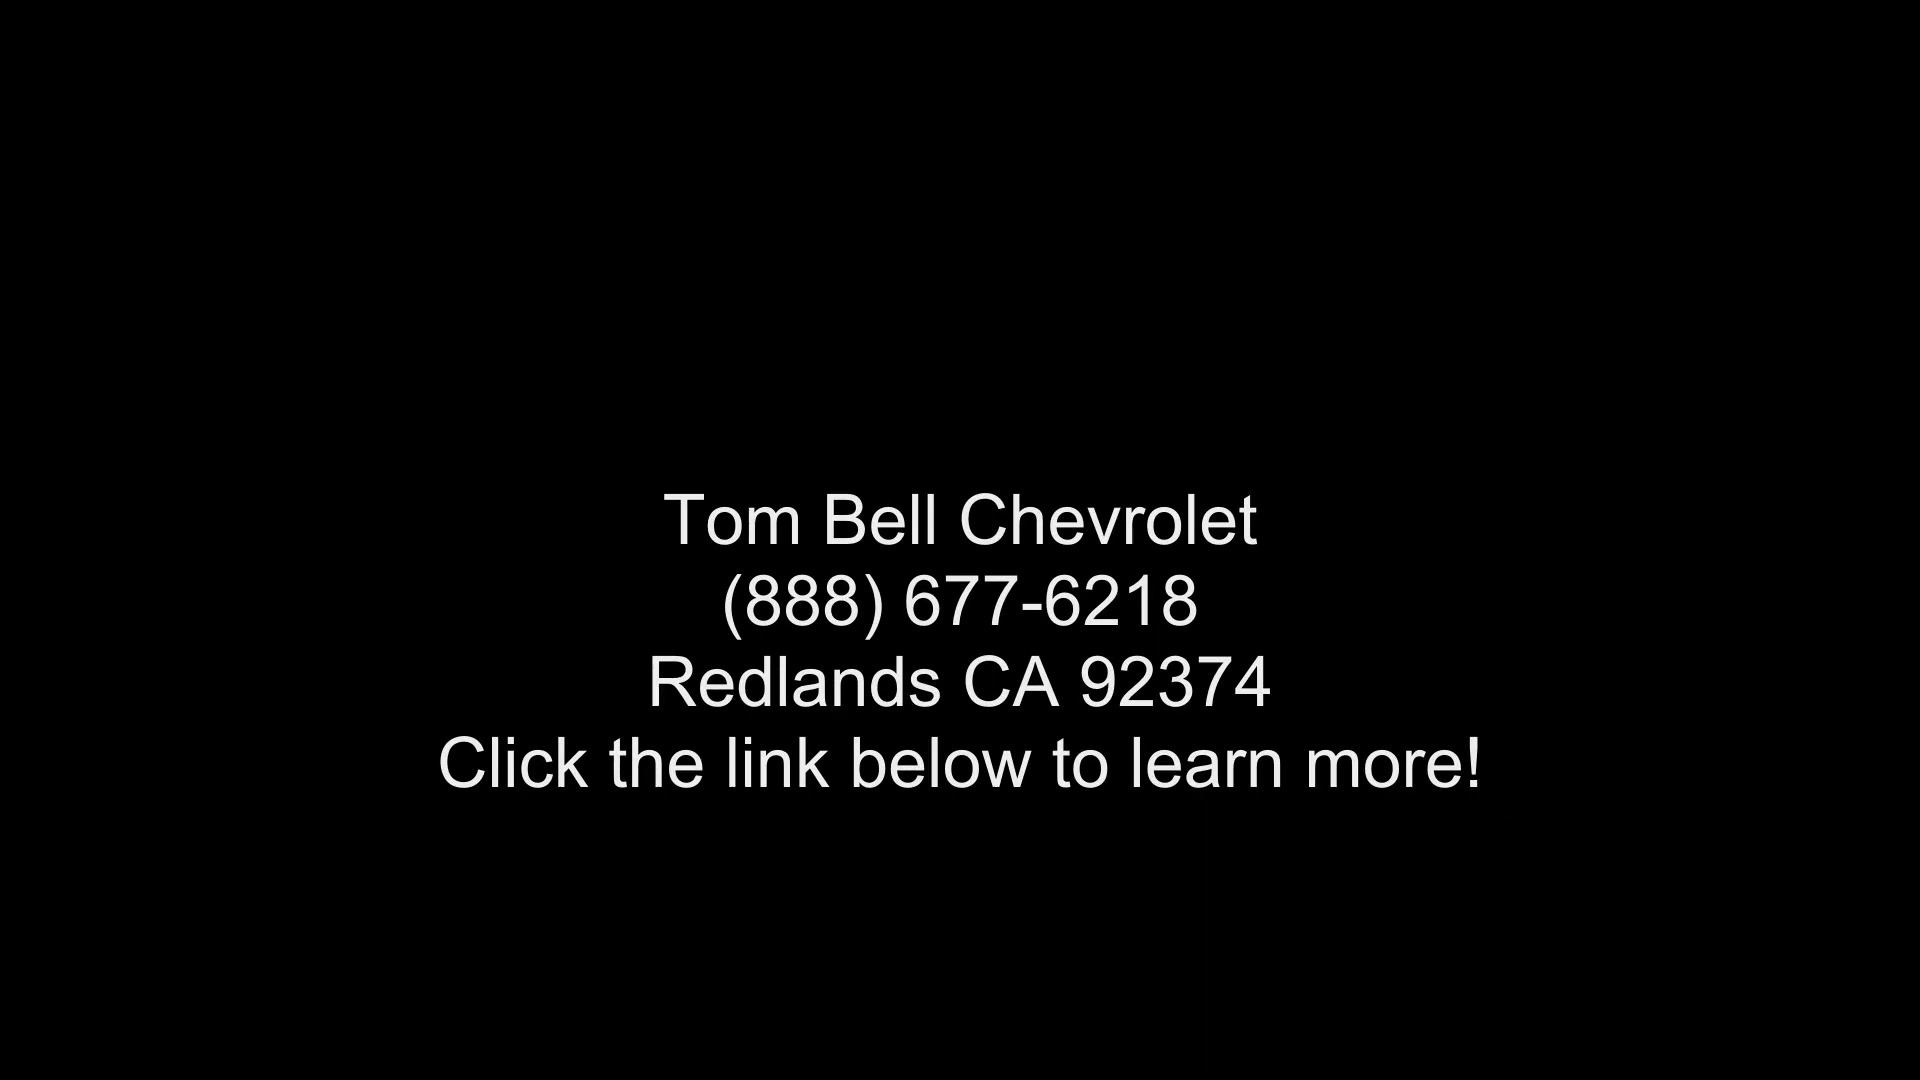 Tom Bell Chevrolet
(888) 677-6218
Redlands CA 92374
Click the link below to learn more!